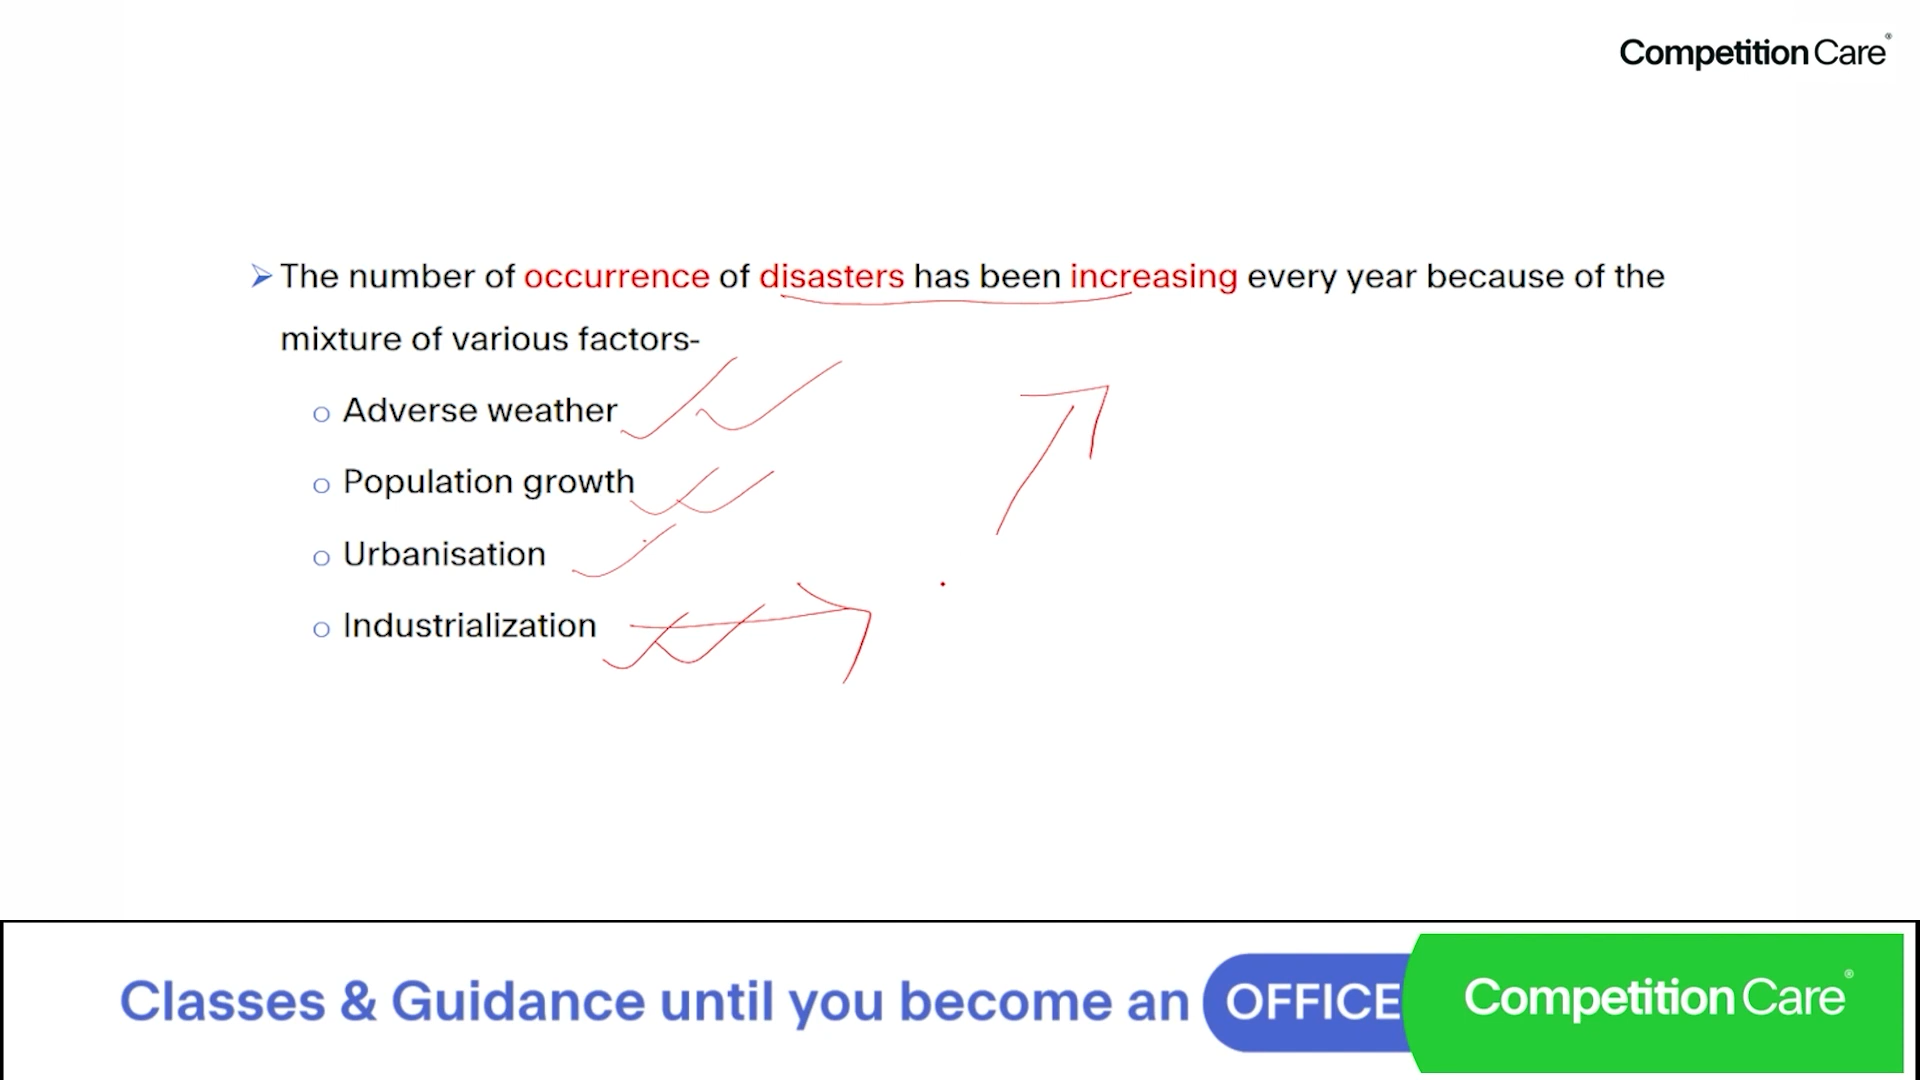 Competition Care®
The number of occurrence of disasters has been increasing every year because of the
mixture of various factors-
Adverse weather
Population growth
Urbanisation
Industrialization
Classes & Guidance until you become an OFFICE
Competition Care®